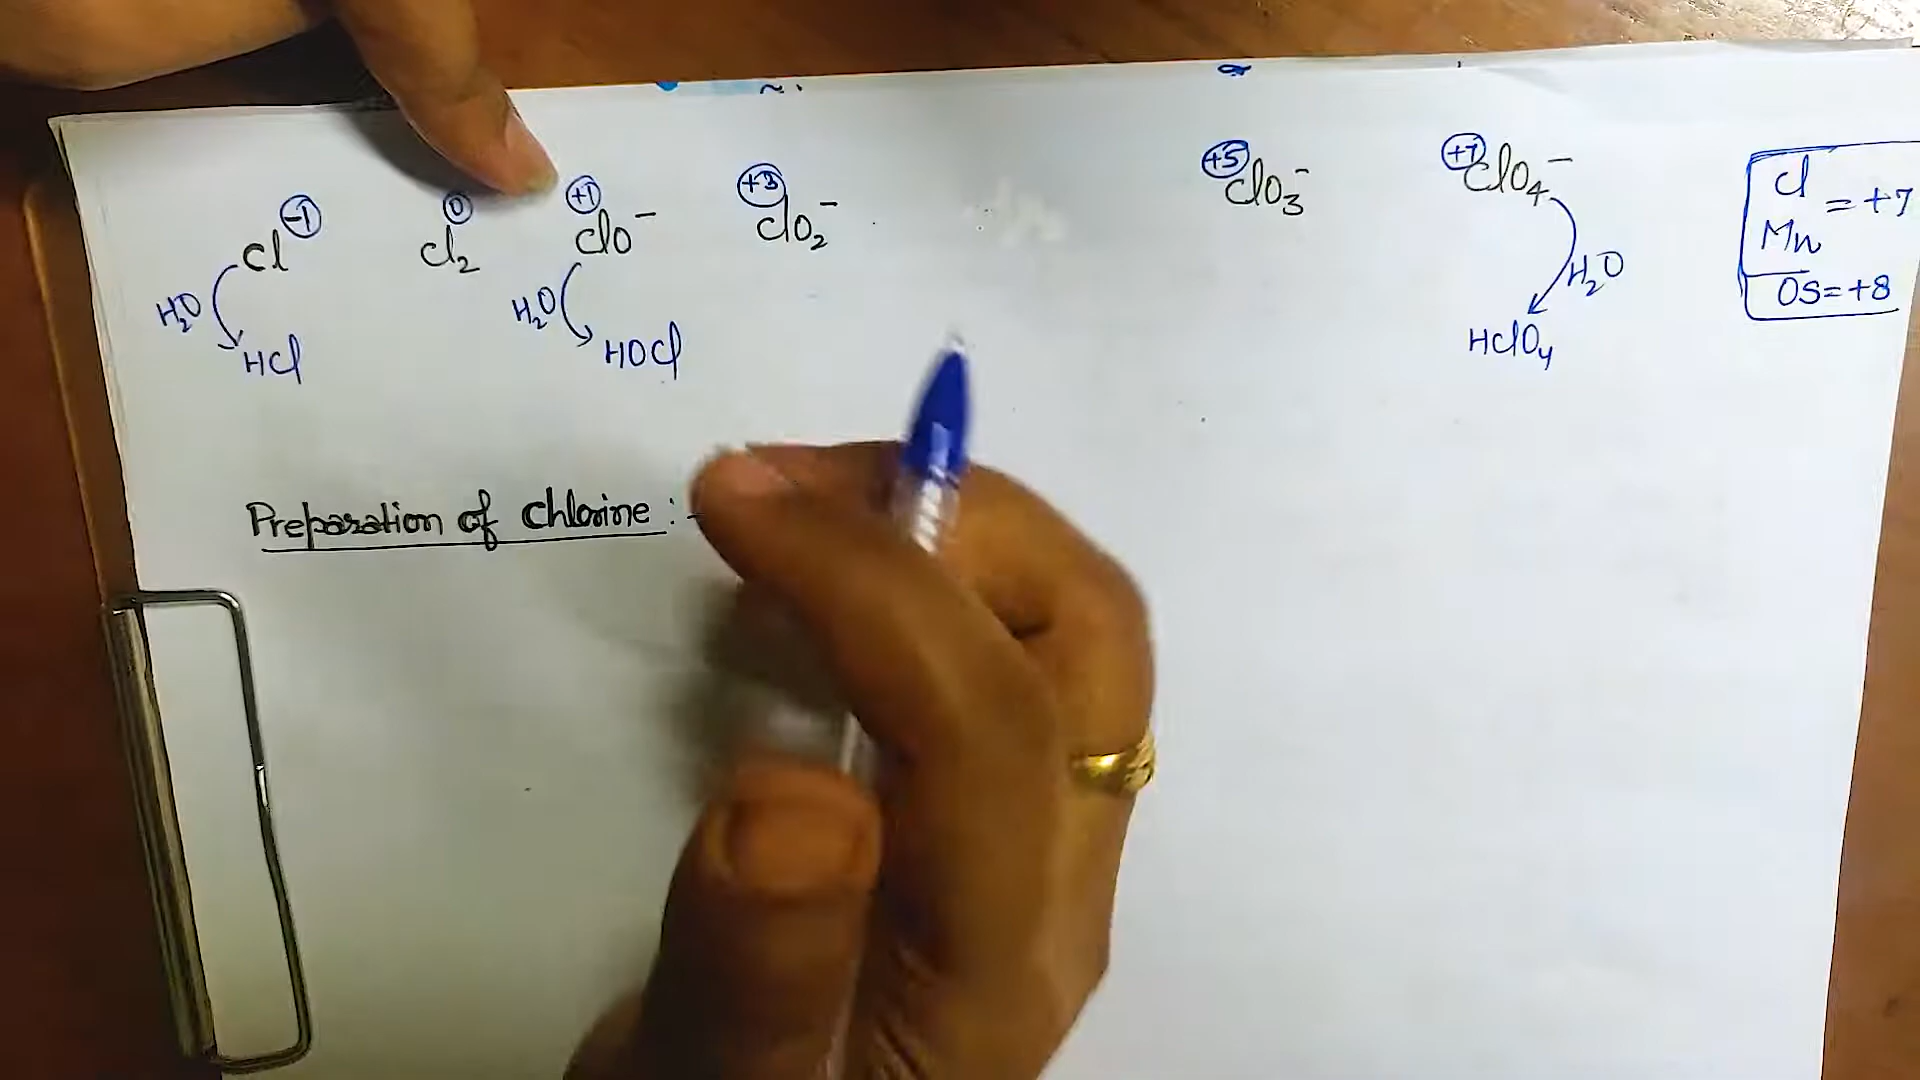 -1 0 +1 +3 +5 +7
Cl Cl₂ ClO⁻ ClO₂⁻ ClO₃⁻ ClO₄⁻
H₂O H₂O H₂O
HCl HOCl HClO₄
Cl
Mn = +7
OS=+8
Preparation of chlorine :-